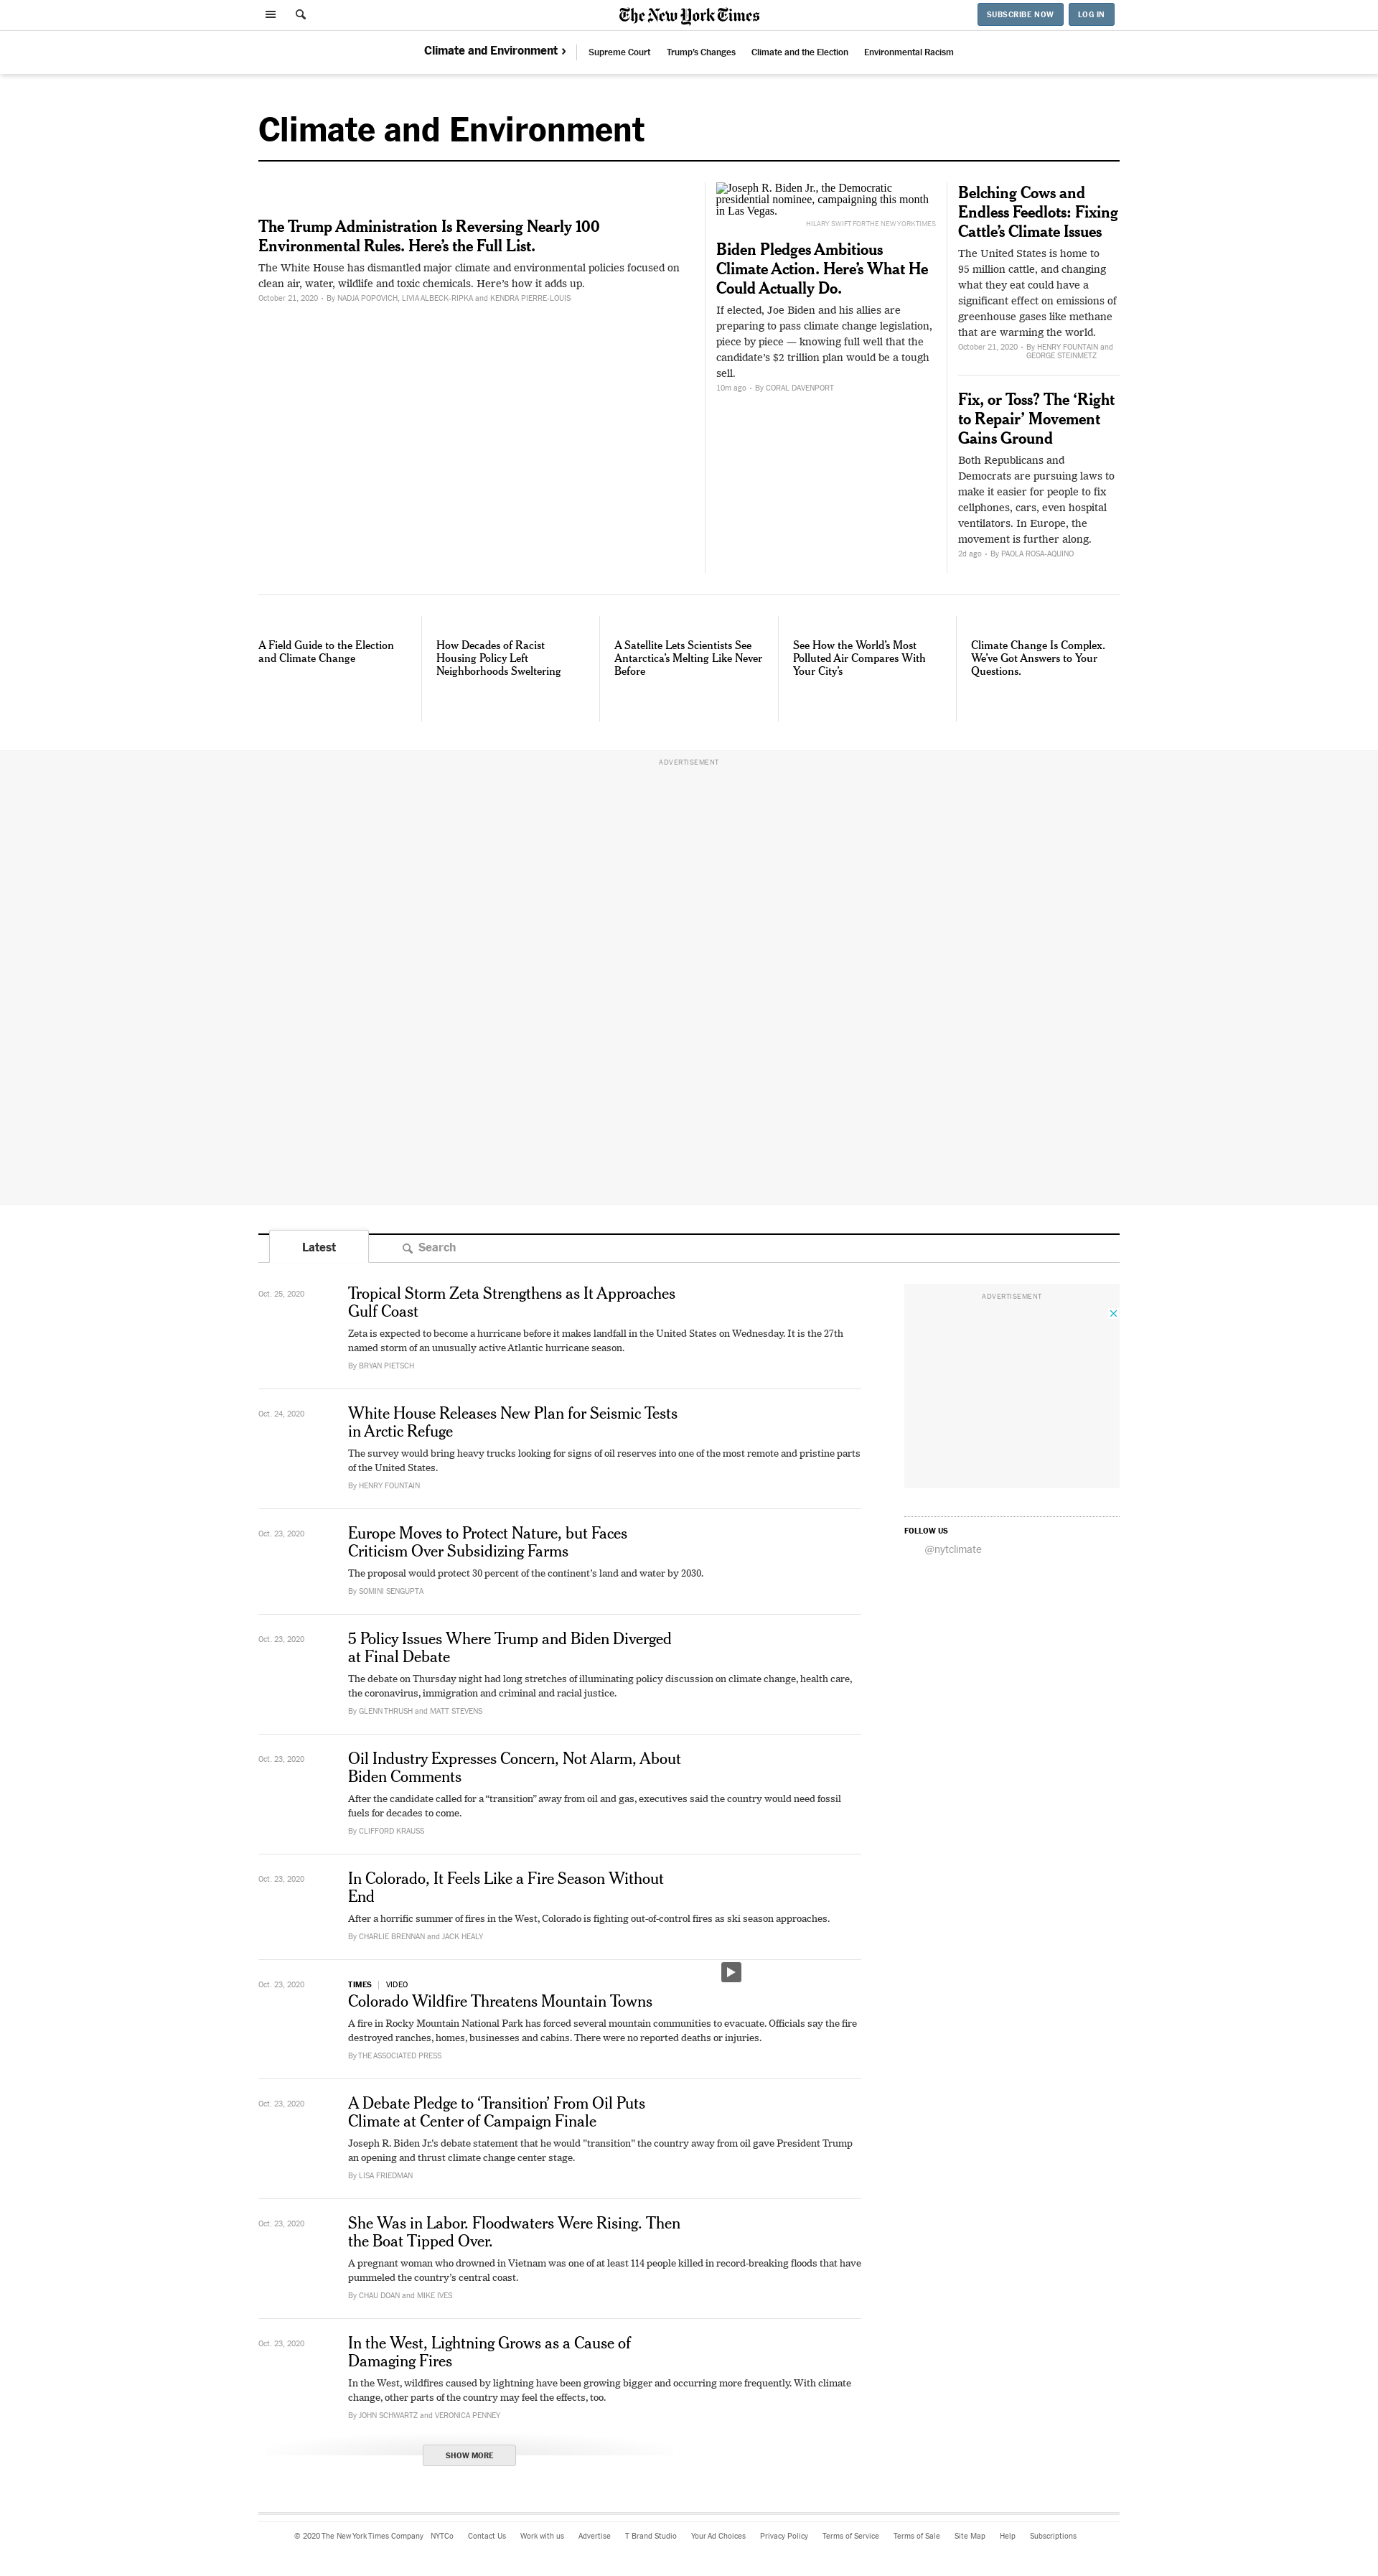 The New York Times
SUBSCRIBE NOW
LOG IN
Climate and Environment ›
Supreme Court
Trump's Changes
Climate and the Election
Environmental Racism
Climate and Environment
The Trump Administration Is Reversing Nearly 100
Environmental Rules. Here's the Full List.
The White House has dismantled major climate and environmental policies focused on
clean air, water, wildlife and toxic chemicals. Here's how it adds up.
October 21, 2020 • By NADJA POPOVICH, LIVIA ALBECK-RIPKA and KENDRA PIERRE-LOUIS
Joseph R. Biden Jr., the Democratic
presidential nominee, campaigning this month
in Las Vegas.
HILARY SWIFT FOR THE NEW YORK TIMES
Biden Pledges Ambitious
Climate Action. Here's What He
Could Actually Do.
If elected, Joe Biden and his allies are
preparing to pass climate change legislation,
piece by piece — knowing full well that the
candidate's $2 trillion plan would be a tough
sell.
10m ago • By CORAL DAVENPORT
Belching Cows and
Endless Feedlots: Fixing
Cattle's Climate Issues
The United States is home to
95 million cattle, and changing
what they eat could have a
significant effect on emissions of
greenhouse gases like methane
that are warming the world.
October 21, 2020 • By HENRY FOUNTAIN and
GEORGE STEINMETZ
Fix, or Toss? The 'Right
to Repair' Movement
Gains Ground
Both Republicans and
Democrats are pursuing laws to
make it easier for people to fix
cellphones, cars, even hospital
ventilators. In Europe, the
movement is further along.
2d ago • By PAOLA ROSA-AQUINO
A Field Guide to the Election
and Climate Change
How Decades of Racist
Housing Policy Left
Neighborhoods Sweltering
A Satellite Lets Scientists See
Antarctica's Melting Like Never
Before
See How the World's Most
Polluted Air Compares With
Your City's
Climate Change Is Complex.
We've Got Answers to Your
Questions.
ADVERTISEMENT
Latest
Search
Oct. 25, 2020
Tropical Storm Zeta Strengthens as It Approaches
Gulf Coast
Zeta is expected to become a hurricane before it makes landfall in the United States on Wednesday. It is the 27th
named storm of an unusually active Atlantic hurricane season.
By BRYAN PIETSCH
Oct. 24, 2020
White House Releases New Plan for Seismic Tests
in Arctic Refuge
The survey would bring heavy trucks looking for signs of oil reserves into one of the most remote and pristine parts
of the United States.
By HENRY FOUNTAIN
Oct. 23, 2020
Europe Moves to Protect Nature, but Faces
Criticism Over Subsidizing Farms
The proposal would protect 30 percent of the continent's land and water by 2030.
By SOMINI SENGUPTA
Oct. 23, 2020
5 Policy Issues Where Trump and Biden Diverged
at Final Debate
The debate on Thursday night had long stretches of illuminating policy discussion on climate change, health care,
the coronavirus, immigration and criminal and racial justice.
By GLENN THRUSH and MATT STEVENS
Oct. 23, 2020
Oil Industry Expresses Concern, Not Alarm, About
Biden Comments
After the candidate called for a “transition” away from oil and gas, executives said the country would need fossil
fuels for decades to come.
By CLIFFORD KRAUSS
Oct. 23, 2020
In Colorado, It Feels Like a Fire Season Without
End
After a horrific summer of fires in the West, Colorado is fighting out-of-control fires as ski season approaches.
By CHARLIE BRENNAN and JACK HEALY
Oct. 23, 2020
TIMES | VIDEO
Colorado Wildfire Threatens Mountain Towns
A fire in Rocky Mountain National Park has forced several mountain communities to evacuate. Officials say the fire
destroyed ranches, homes, businesses and cabins. There were no reported deaths or injuries.
By THE ASSOCIATED PRESS
Oct. 23, 2020
A Debate Pledge to 'Transition' From Oil Puts
Climate at Center of Campaign Finale
Joseph R. Biden Jr.'s debate statement that he would "transition" the country away from oil gave President Trump
an opening and thrust climate change center stage.
By LISA FRIEDMAN
Oct. 23, 2020
She Was in Labor. Floodwaters Were Rising. Then
the Boat Tipped Over.
A pregnant woman who drowned in Vietnam was one of at least 114 people killed in record-breaking floods that have
pummeled the country's central coast.
By CHAU DOAN and MIKE IVES
Oct. 23, 2020
In the West, Lightning Grows as a Cause of
Damaging Fires
In the West, wildfires caused by lightning have been growing bigger and occurring more frequently. With climate
change, other parts of the country may feel the effects, too.
By JOHN SCHWARTZ and VERONICA PENNEY
SHOW MORE
ADVERTISEMENT
FOLLOW US
@nytclimate
© 2020 The New York Times Company NYTCo Contact Us Work with us Advertise T Brand Studio Your Ad Choices Privacy Policy Terms of Service Terms of Sale Site Map Help Subscriptions